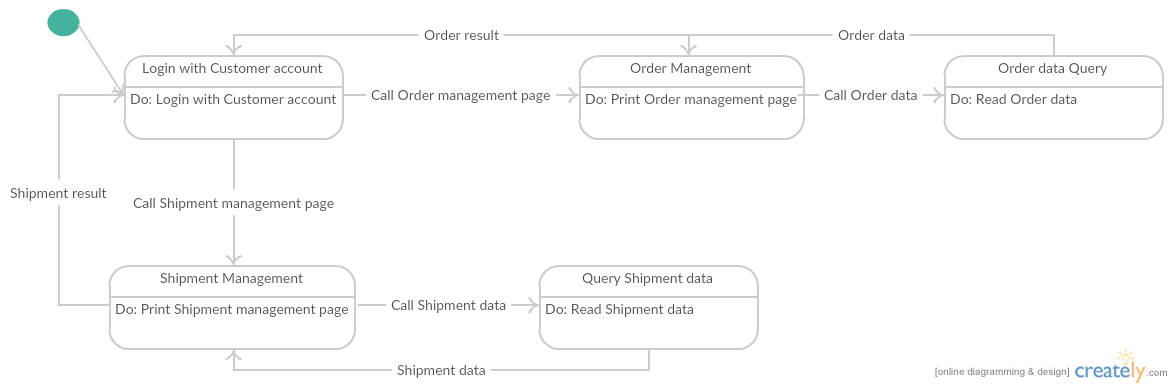 Order result
Order data
Login with Customer account
Do: Login with Customer account
Call Order management page
Order Management
Do: Print Order management page
Call Order data
Order data Query
Do: Read Order data
Shipment result
Call Shipment management page
Shipment Management
Do: Print Shipment management page
Call Shipment data
Query Shipment data
Do: Read Shipment data
Shipment data
[online diagramming & design] creately.com